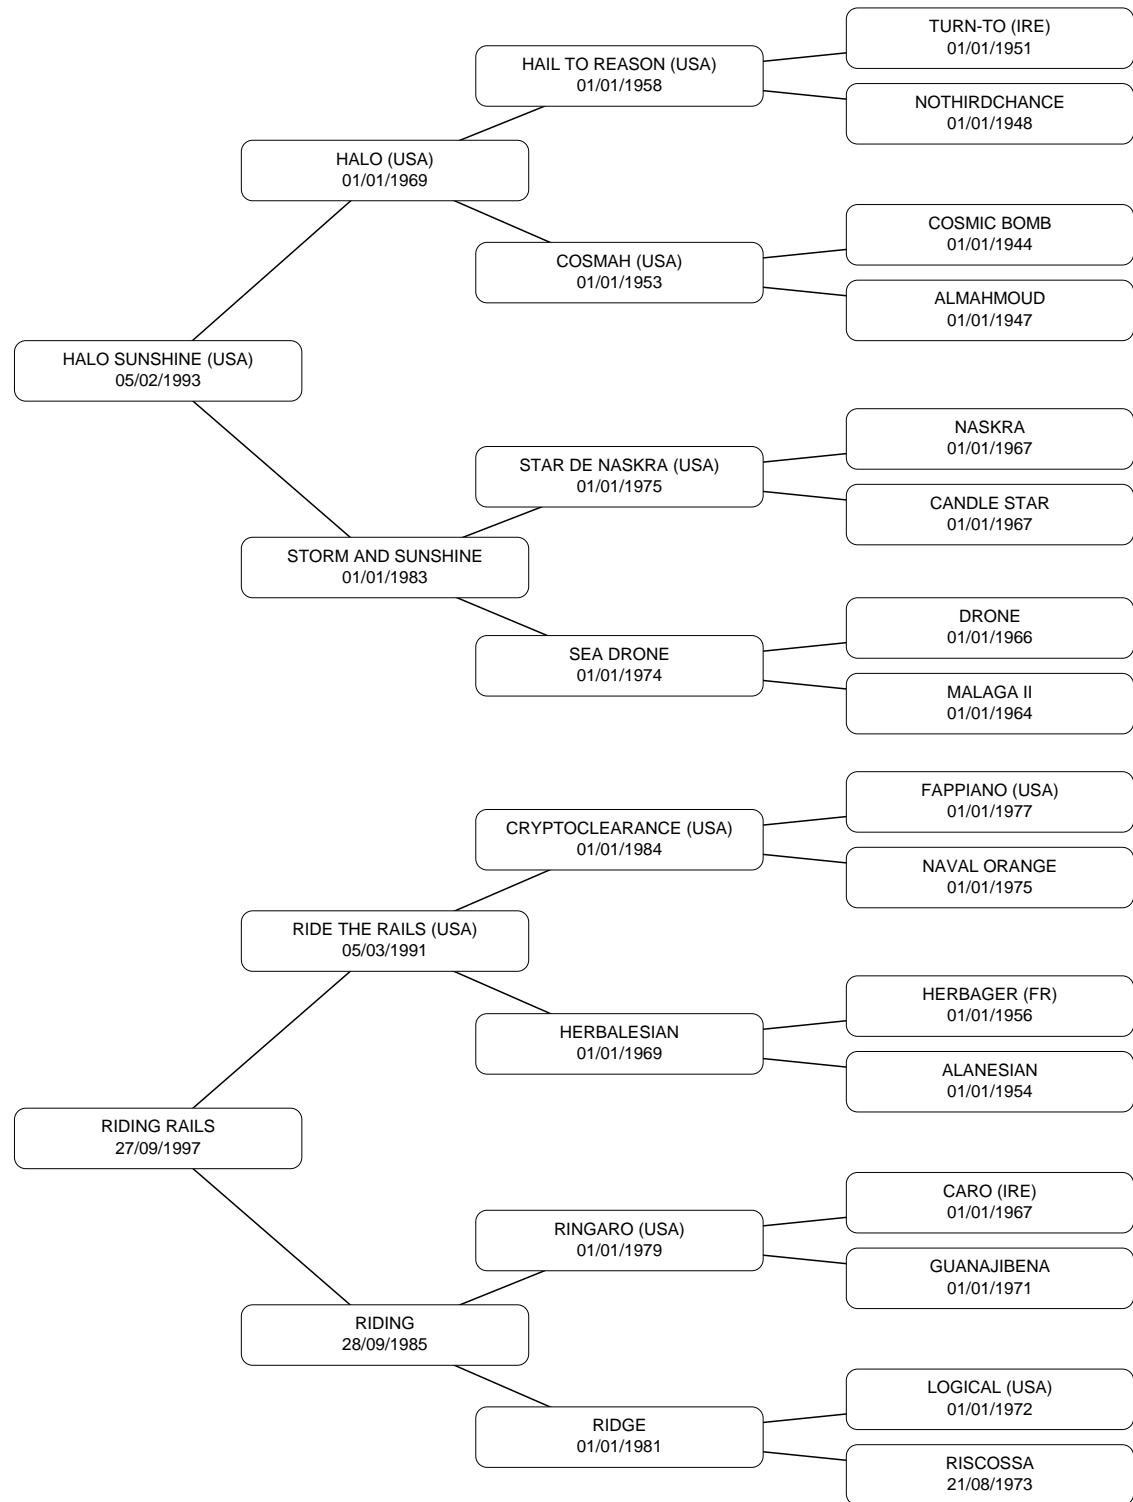 TURN-TO (IRE)
01/01/1951
HAIL TO REASON (USA)
01/01/1958
NOTHIRDCHANCE
01/01/1948
HALO (USA)
01/01/1969
COSMIC BOMB
01/01/1944
COSMAH (USA)
01/01/1953
ALMAHMOUD
01/01/1947
HALO SUNSHINE (USA)
05/02/1993
NASKRA
01/01/1967
STAR DE NASKRA (USA)
01/01/1975
CANDLE STAR
01/01/1967
STORM AND SUNSHINE
01/01/1983
DRONE
01/01/1966
SEA DRONE
01/01/1974
MALAGA II
01/01/1964
FAPPIANO (USA)
01/01/1977
CRYPTOCLEARANCE (USA)
01/01/1984
NAVAL ORANGE
01/01/1975
RIDE THE RAILS (USA)
05/03/1991
HERBAGER (FR)
01/01/1956
HERBALESIAN
01/01/1969
ALANESIAN
01/01/1954
RIDING RAILS
27/09/1997
CARO (IRE)
01/01/1967
RINGARO (USA)
01/01/1979
GUANAJIBENA
01/01/1971
RIDING
28/09/1985
LOGICAL (USA)
01/01/1972
RIDGE
01/01/1981
RISCOSSA
21/08/1973